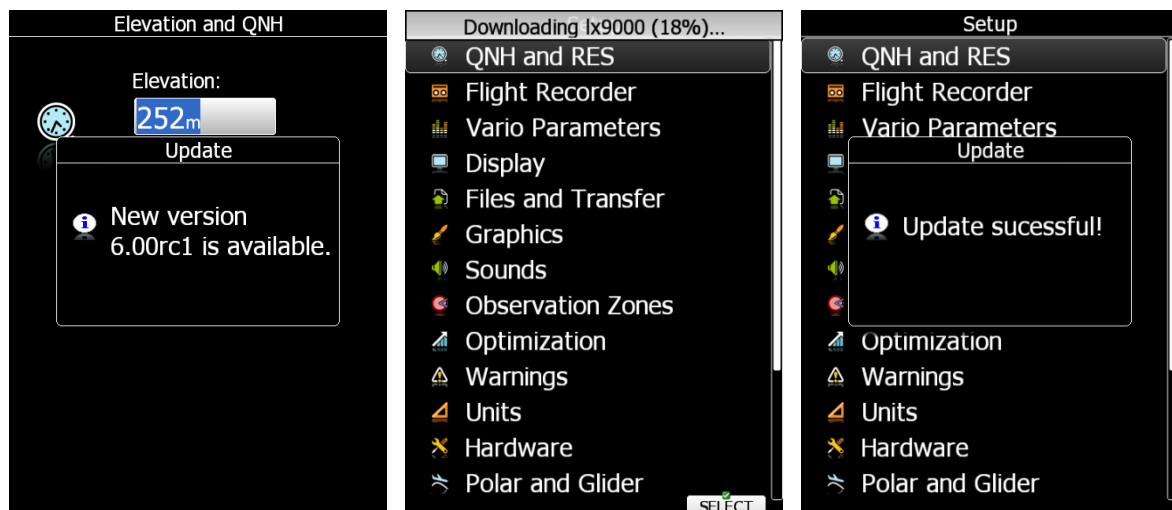 Elevation and QNH
Elevation:
252m
Update
New version
6.00rc1 is available.
Downloading lx9000 (18%)...
QNH and RES
Flight Recorder
Vario Parameters
Display
Files and Transfer
Graphics
Sounds
Observation Zones
Optimization
Warnings
Units
Hardware
Polar and Glider
SELECT
Setup
QNH and RES
Flight Recorder
Vario Parameters
Update
Update sucessful!
Optimization
Warnings
Units
Hardware
Polar and Glider